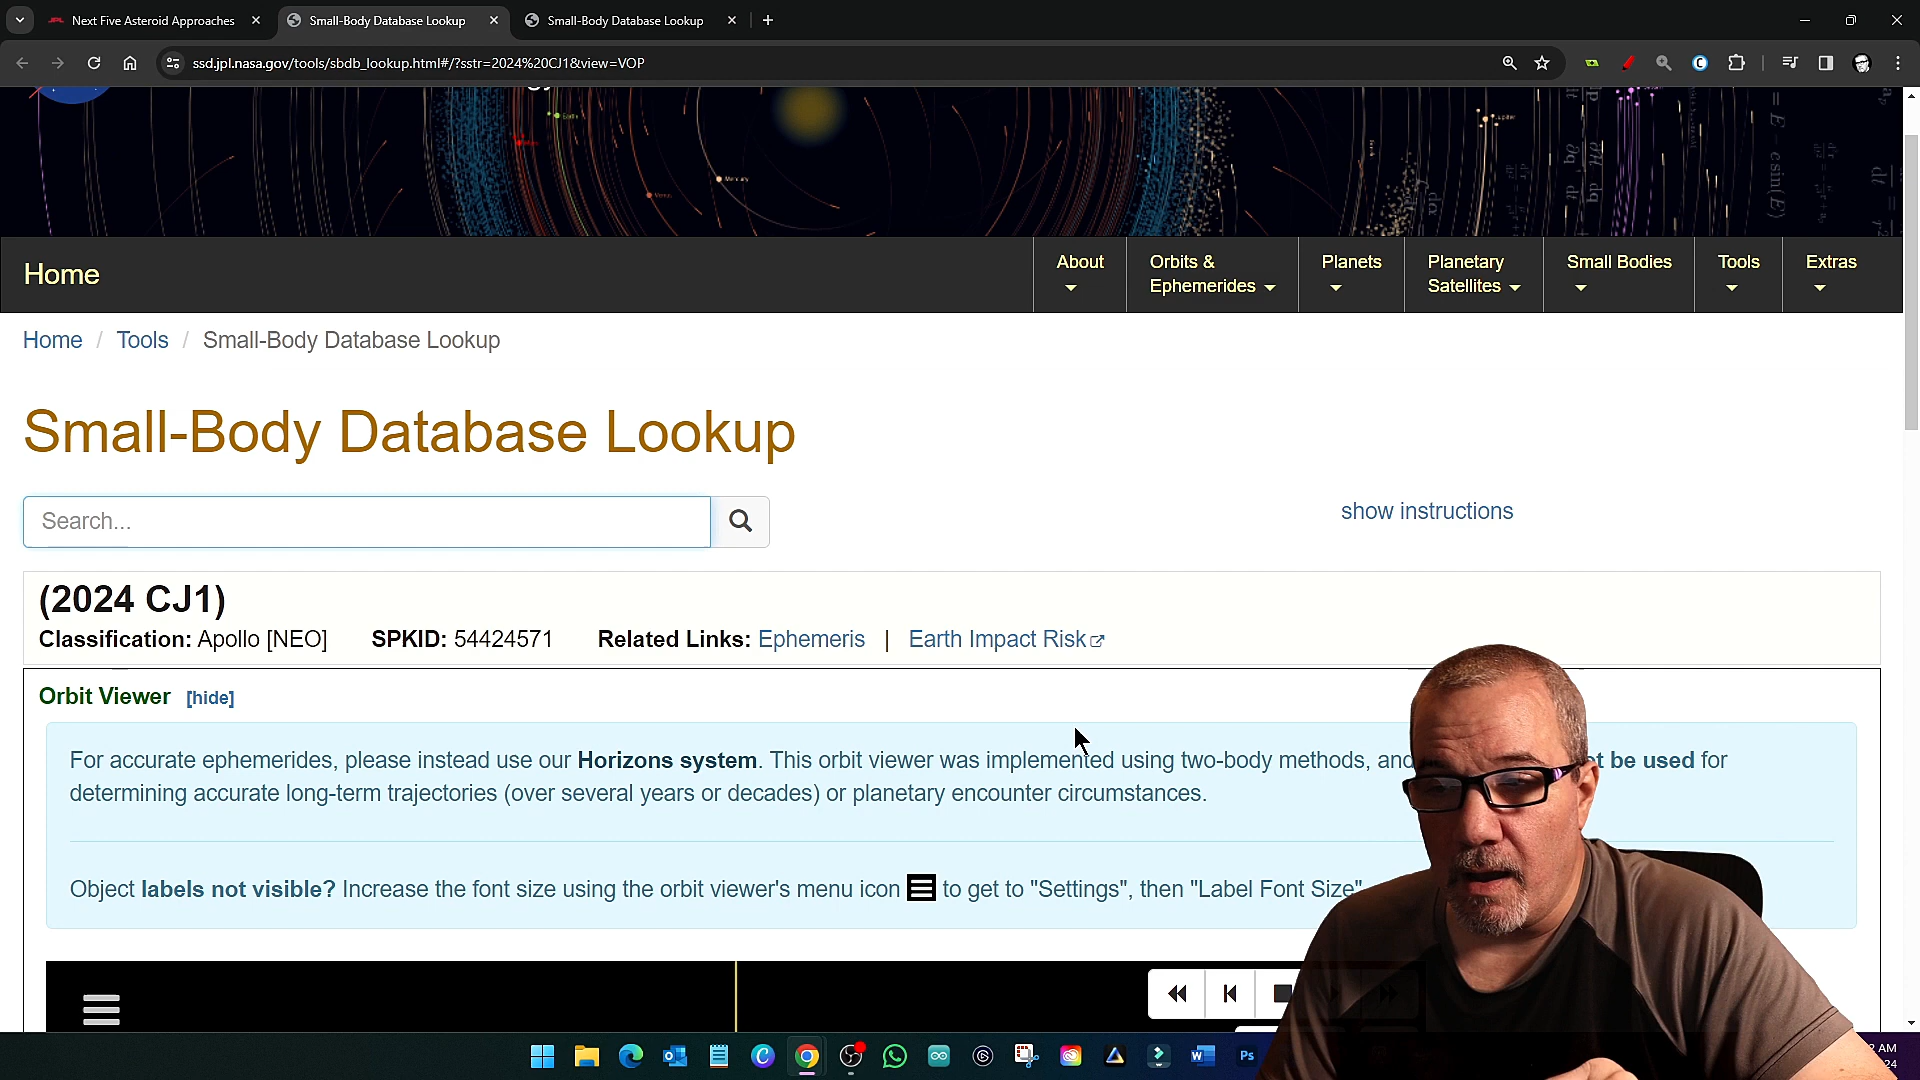 Next Five Asteroid Approaches
Small-Body Database Lookup
Small-Body Database Lookup
ssd.jpl.nasa.gov/tools/sbdb_lookup.html#/?sstr=2024%20CJ1&view=VOP
Earth
Mercury
Home
About
Orbits &
Ephemerides
Planets
Planetary
Satellites
Small Bodies
Tools
Extras
Home / Tools / Small-Body Database Lookup
Small-Body Database Lookup
Search...
show instructions
(2024 CJ1)
Classification: Apollo [NEO] SPKID: 54424571 Related Links: Ephemeris | Earth Impact Risk
Orbit Viewer [hide]
For accurate ephemerides, please instead use our Horizons system. This orbit viewer was implemented using two-body methods, and t be used for
determining accurate long-term trajectories (over several years or decades) or planetary encounter circumstances.
Object labels not visible? Increase the font size using the orbit viewer's menu icon to get to "Settings", then "Label Font Size".